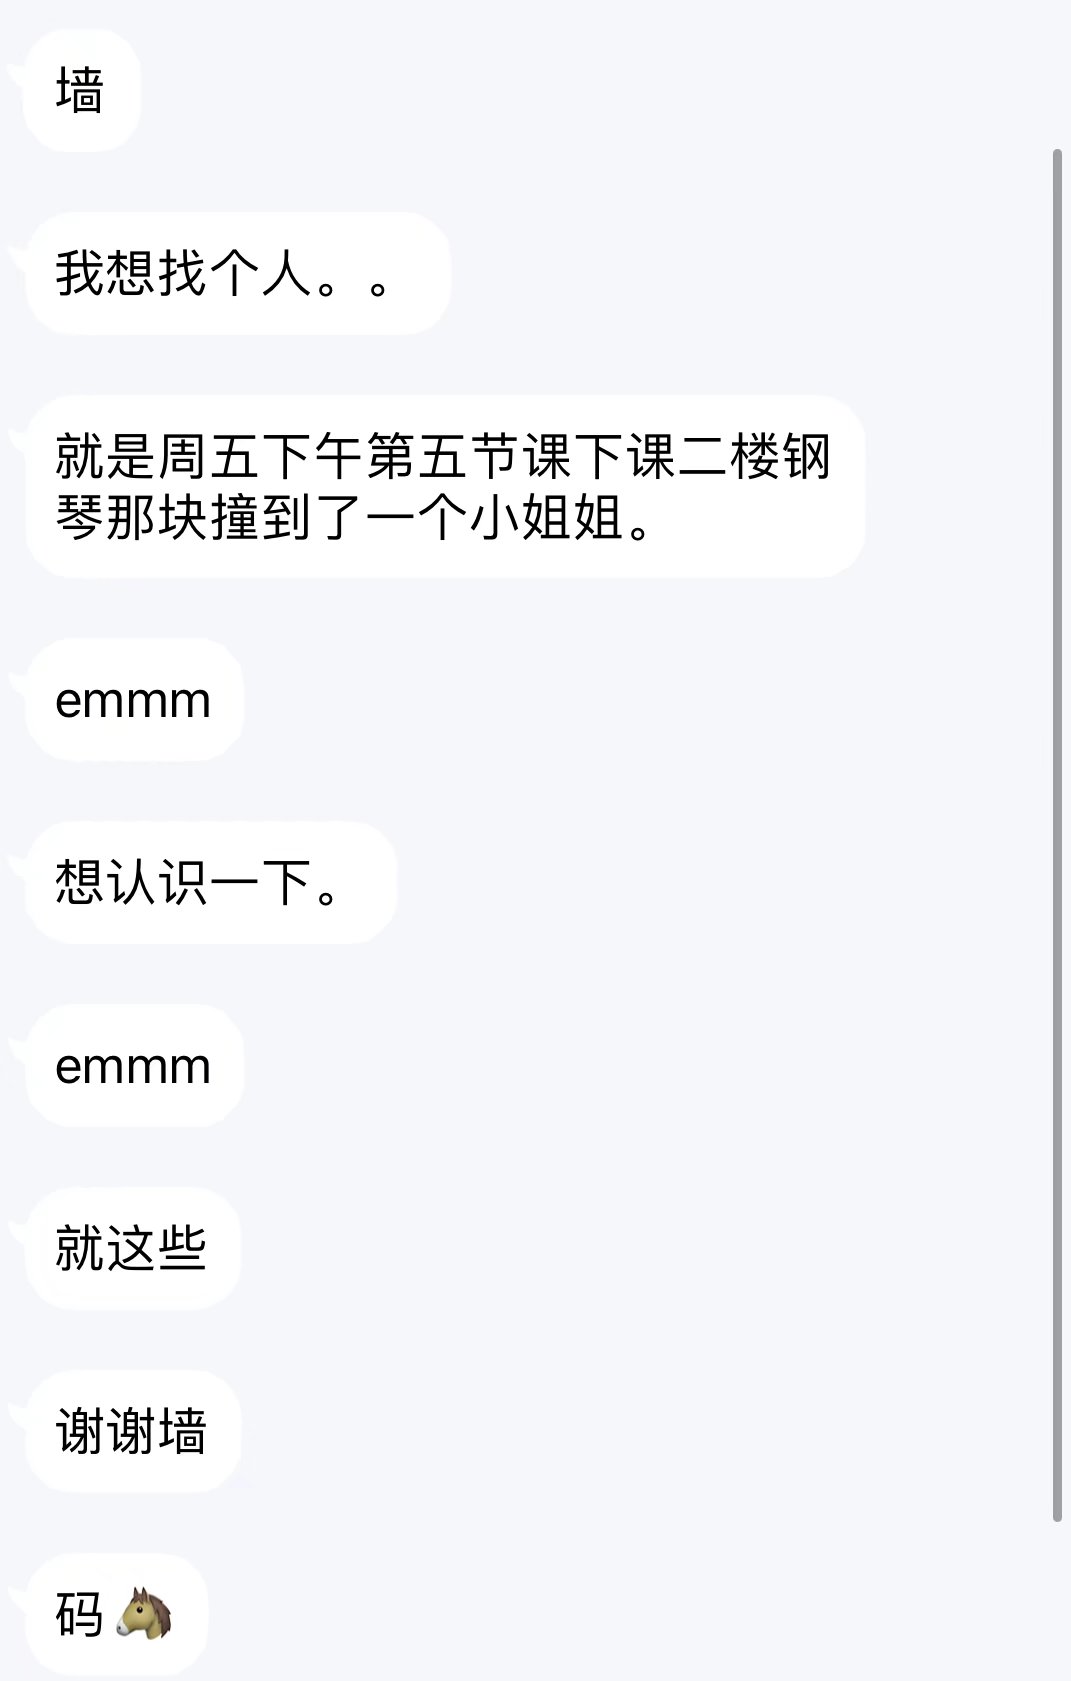 墙
我想找个人。。
就是周五下午第五节课下课二楼钢
琴那块撞到了一个小姐姐。
emmm
想认识一下。
emmm
就这些
谢谢墙
码🐴